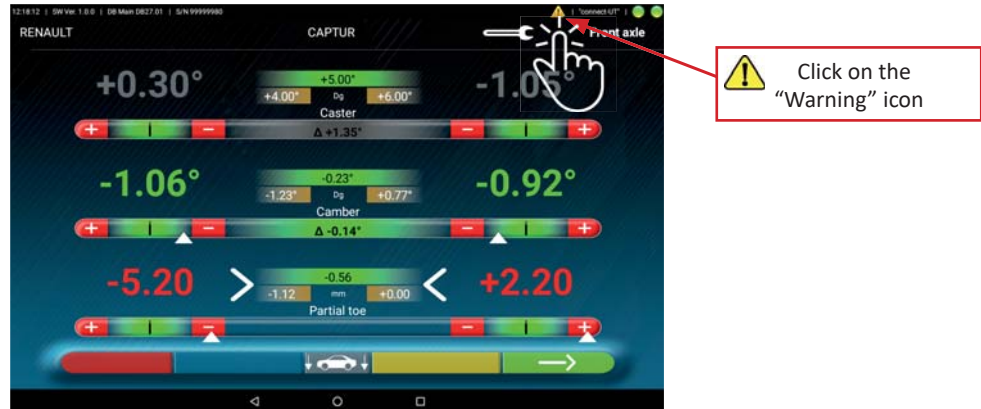 12:18:12 | SW Ver. 1.0.0 | DB Main DB27.01 | S/N 99999980 | "connect-UT" |
RENAULT CAPTUR Front axle
+0.30° +5.00° -1.05°
+4.00° Dg +6.00°
Caster
+ - Δ +1.35° - +
-1.06° -0.23° -0.92°
-1.23° Dg +0.77°
Camber
+ - Δ -0.14° - +
-5.20 > -0.56 < +2.20
-1.12 mm +0.00
Partial toe
+ - - +
Click on the
“Warning” icon